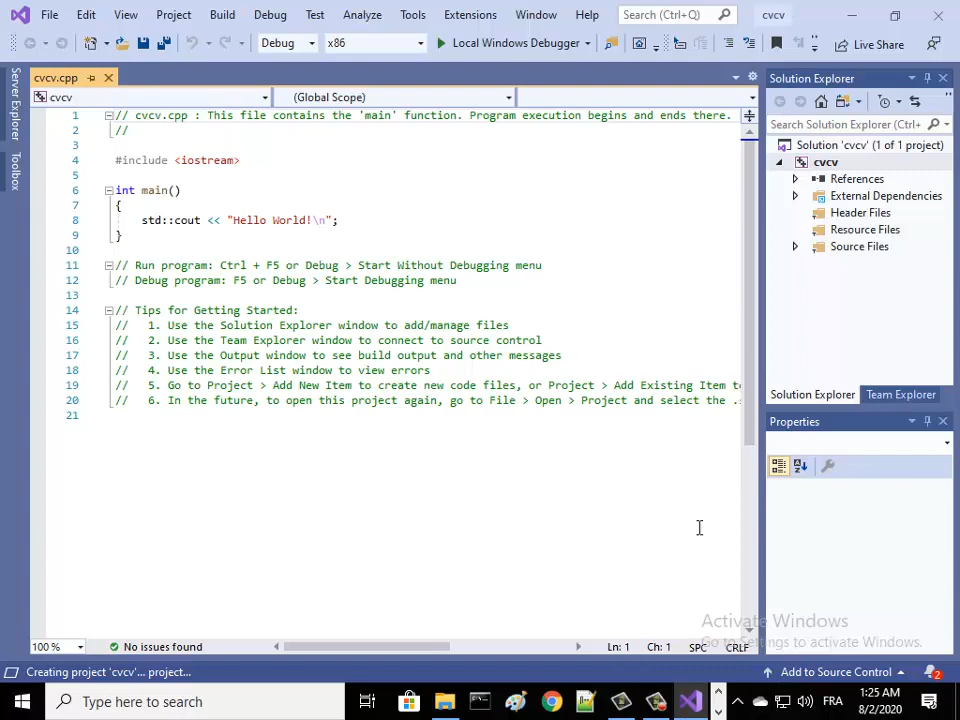 File Edit View Project Build Debug Test Analyze Tools Extensions Window Help Search (Ctrl+Q) cvcv
Debug x86 Local Windows Debugger Live Share
Server Explorer
Toolbox
cvcv.cpp
cvcv (Global Scope)
1 // cvcv.cpp : This file contains the 'main' function. Program execution begins and ends there.
2 //
3
4 #include <iostream>
5
6 int main()
7 {
8 std::cout << "Hello World!\n";
9 }
10
11 // Run program: Ctrl + F5 or Debug > Start Without Debugging menu
12 // Debug program: F5 or Debug > Start Debugging menu
13
14 // Tips for Getting Started:
15 // 1. Use the Solution Explorer window to add/manage files
16 // 2. Use the Team Explorer window to connect to source control
17 // 3. Use the Output window to see build output and other messages
18 // 4. Use the Error List window to view errors
19 // 5. Go to Project > Add New Item to create new code files, or Project > Add Existing Item to
20 // 6. In the future, to open this project again, go to File > Open > Project and select the .
21
100 % No issues found Ln: 1 Ch: 1 SPC CRLF
Solution Explorer
Search Solution Explorer (Ctrl+
Solution 'cvcv' (1 of 1 project)
cvcv
References
External Dependencies
Header Files
Resource Files
Source Files
Solution Explorer Team Explorer
Properties
Activate Windows
Go to Settings to activate Windows.
Creating project 'cvcv'... project... Add to Source Control 2
Type here to search FRA 1:25 AM
8/2/2020